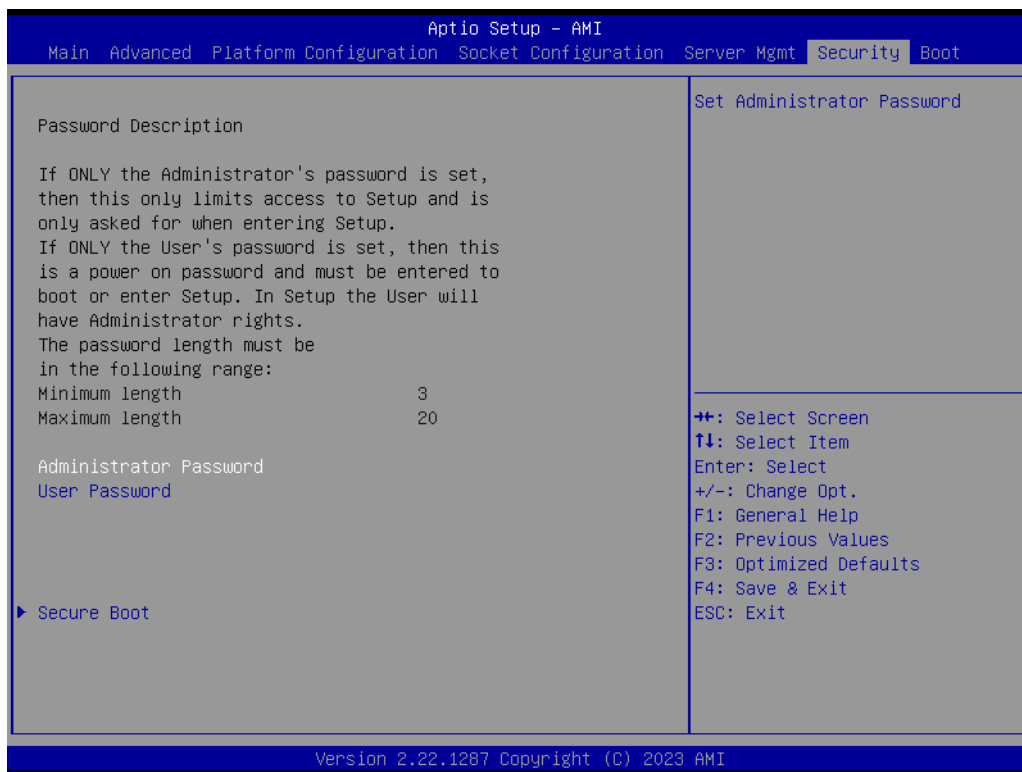 Aptio Setup – AMI
Main Advanced Platform Configuration Socket Configuration Server Mgmt Security Boot
Password Description
If ONLY the Administrator's password is set,
then this only limits access to Setup and is
only asked for when entering Setup.
If ONLY the User's password is set, then this
is a power on password and must be entered to
boot or enter Setup. In Setup the User will
have Administrator rights.
The password length must be
in the following range:
Minimum length 3
Maximum length 20
Administrator Password
User Password
Secure Boot
Set Administrator Password
→←: Select Screen
↑↓: Select Item
Enter: Select
+/-: Change Opt.
F1: General Help
F2: Previous Values
F3: Optimized Defaults
F4: Save & Exit
ESC: Exit
Version 2.22.1287 Copyright (C) 2023 AMI